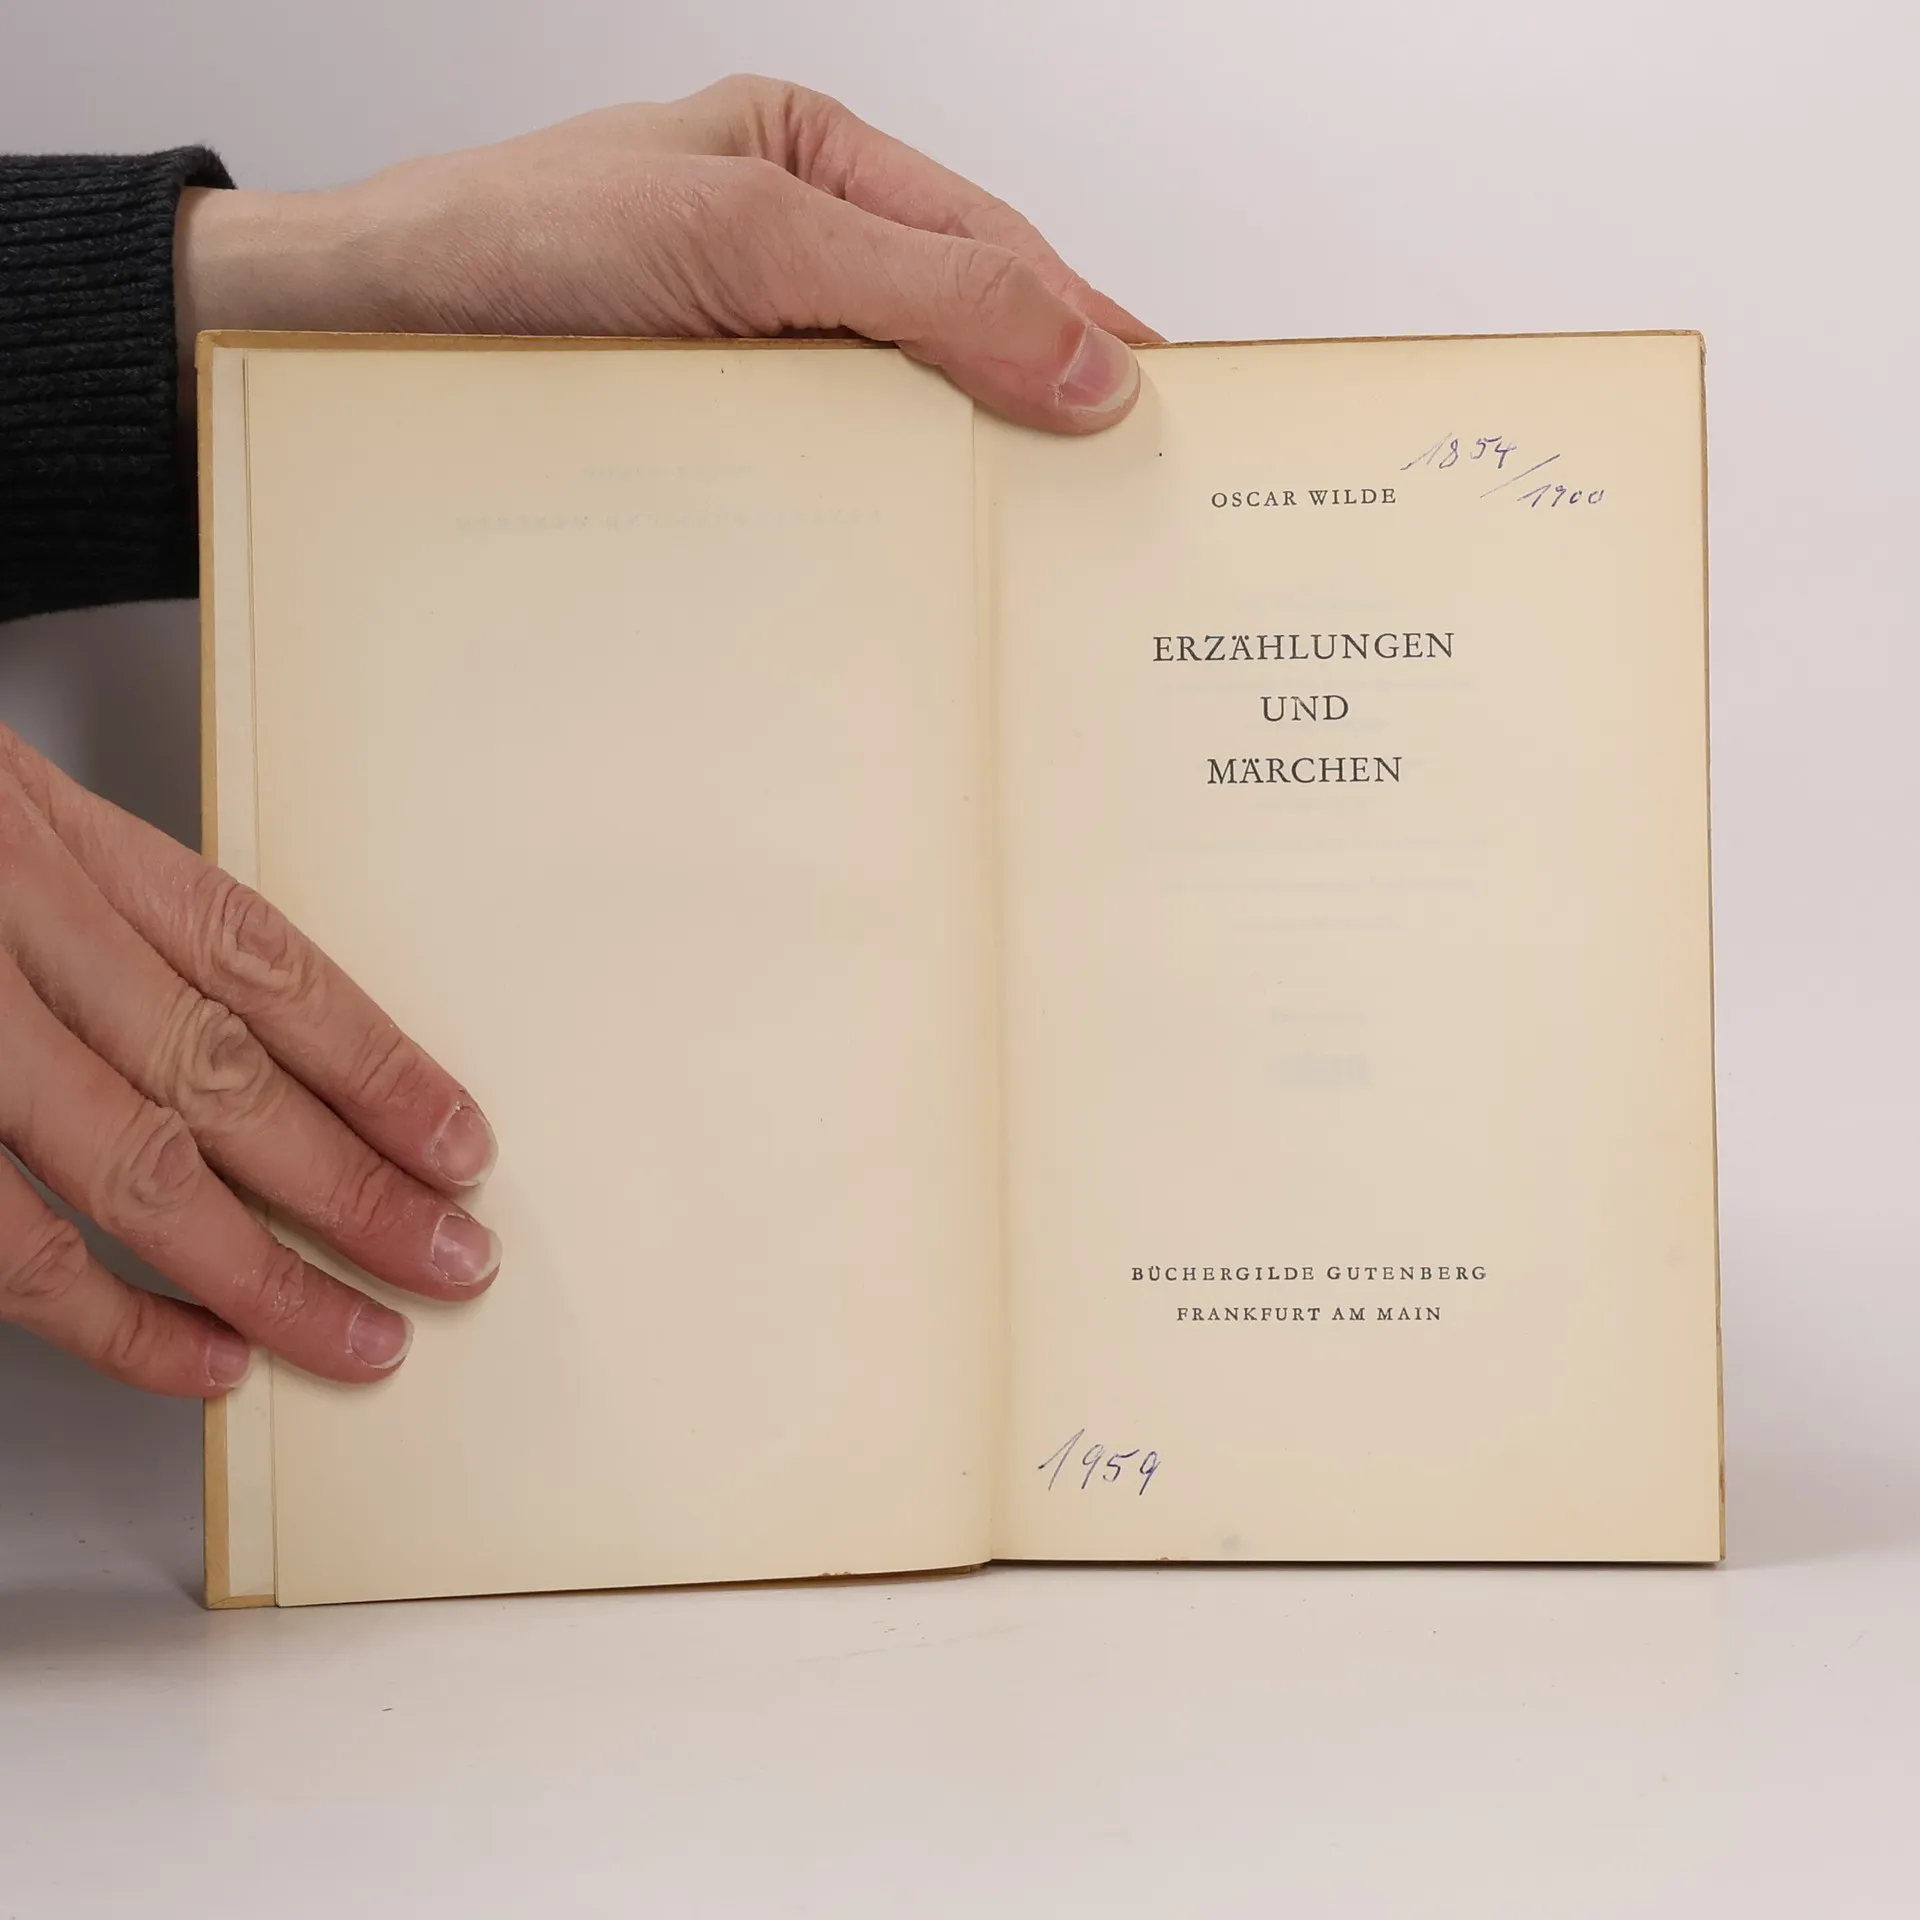 1854
/
1900
OSCAR WILDE
ERZÄHLUNGEN
UND
MÄRCHEN
BÜCHERGILDE GUTENBERG
FRANKFURT AM MAIN
1959